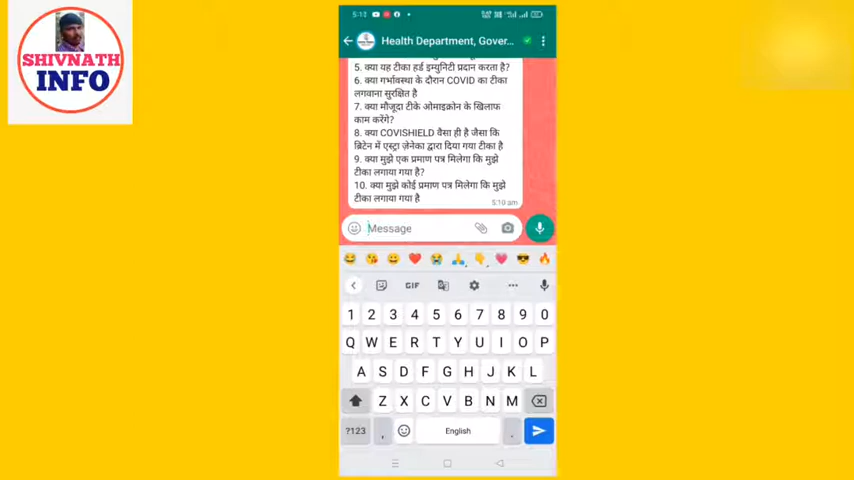 SHIVNATH
INFO
5:11
Health Department, Gover...
5. क्या यह टीका हर्ड इम्युनिटी प्रदान करता है?
6. क्या गर्भावस्था के दौरान COVID का टीका
लगवाना सुरक्षित है
7. क्या मौजूदा टीके ओमाइक्रोन के खिलाफ
काम करेंगे?
8. क्या COVISHIELD वैसा ही है जैसा कि
ब्रिटेन में एस्ट्रा ज़ेनेका द्वारा दिया गया टीका है
9. क्या मुझे एक प्रमाण पत्र मिलेगा कि मुझे
टीका लगाया गया है?
10. क्या मुझे कोई प्रमाण पत्र मिलेगा कि मुझे
टीका लगाया गया है
5:10 am
Message
GIF
1 2 3 4 5 6 7 8 9 0
Q W E R T Y U I O P
A S D F G H J K L
Z X C V B N M
?123 , English .